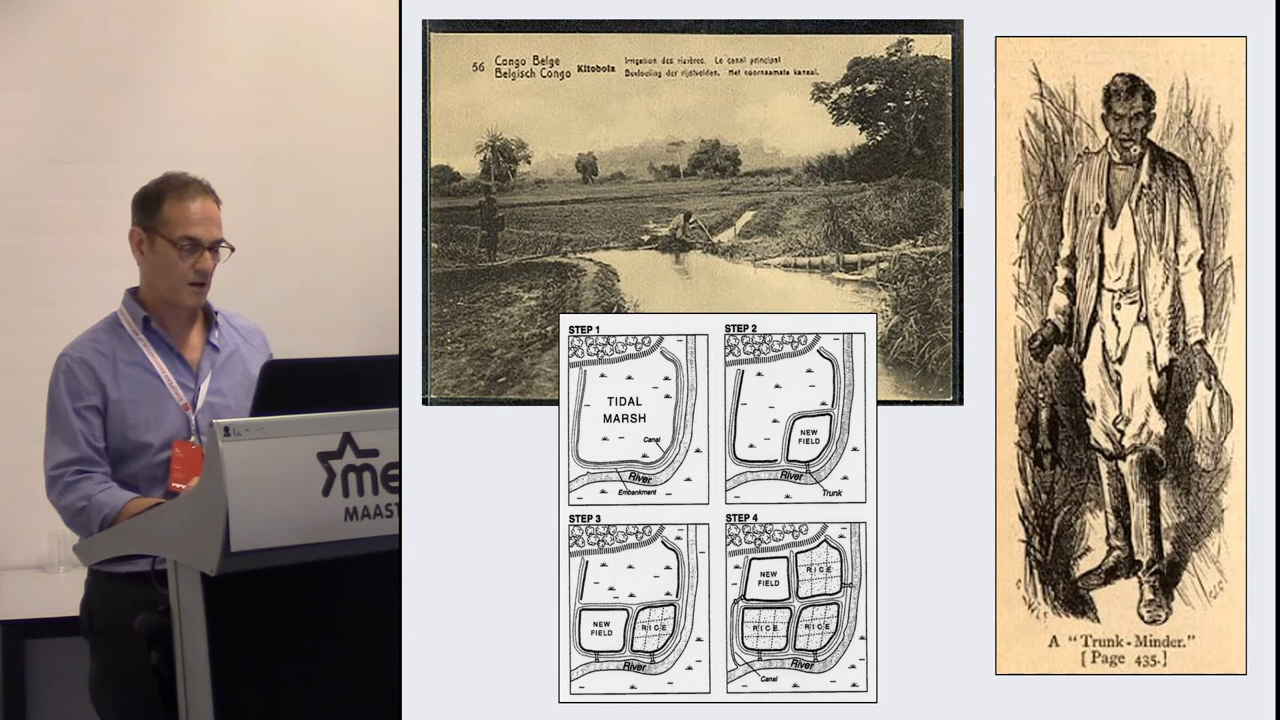 56 Congo Belge
Belgisch Congo
Kitobola
Irrigation des rizières. Le canal principal
Bevloeiing der rijstvelden. Het voornaamste kanaal.
STEP 1
TIDAL
MARSH
Canal
River
Embankment
STEP 2
NEW
FIELD
River
Trunk
STEP 3
NEW
FIELD
RICE
River
STEP 4
NEW
FIELD
RICE
RICE
RICE
River
Canal
A "Trunk-Minder."
[Page 435.]
me
MAAST